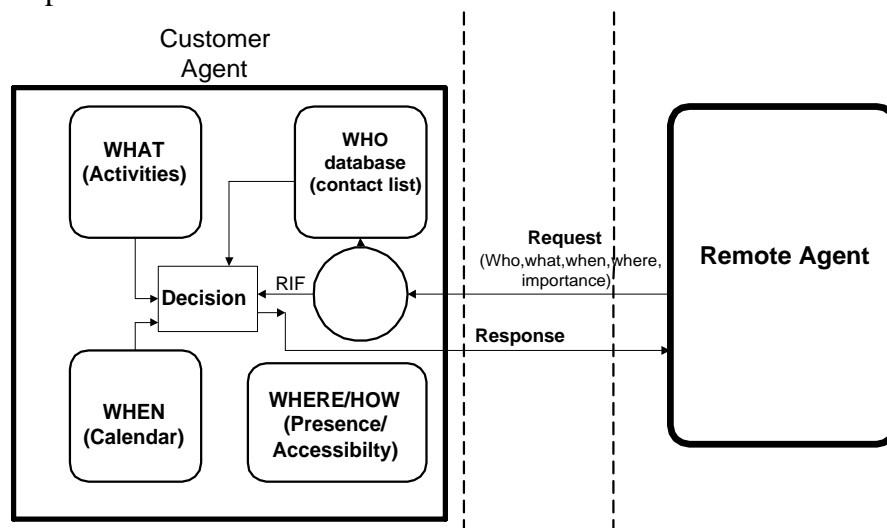 Customer
Agent
WHAT
(Activities)
WHO
database
(contact list)
Request
(Who,what,when,where,
importance)
Remote Agent
RIF
Decision
Response
WHEN
(Calendar)
WHERE/HOW
(Presence/
Accessibilty)